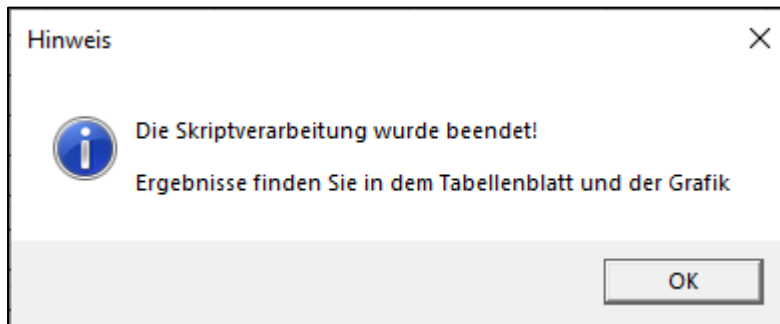 Hinweis
Die Skriptverarbeitung wurde beendet!
Ergebnisse finden Sie in dem Tabellenblatt und der Grafik
OK